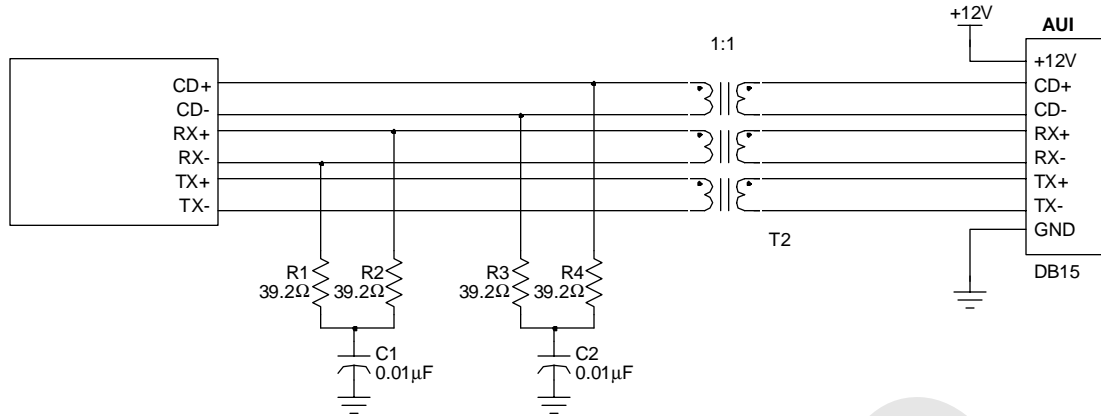 +12V
AUI
1:1
+12V
CD+
CD+
CD-
CD-
RX+
RX+
RX-
RX-
TX+
TX+
TX-
TX-
GND
T2
DB15
R1
39.2Ω
R2
39.2Ω
R3
39.2Ω
R4
39.2Ω
C1
0.01µF
C2
0.01µF